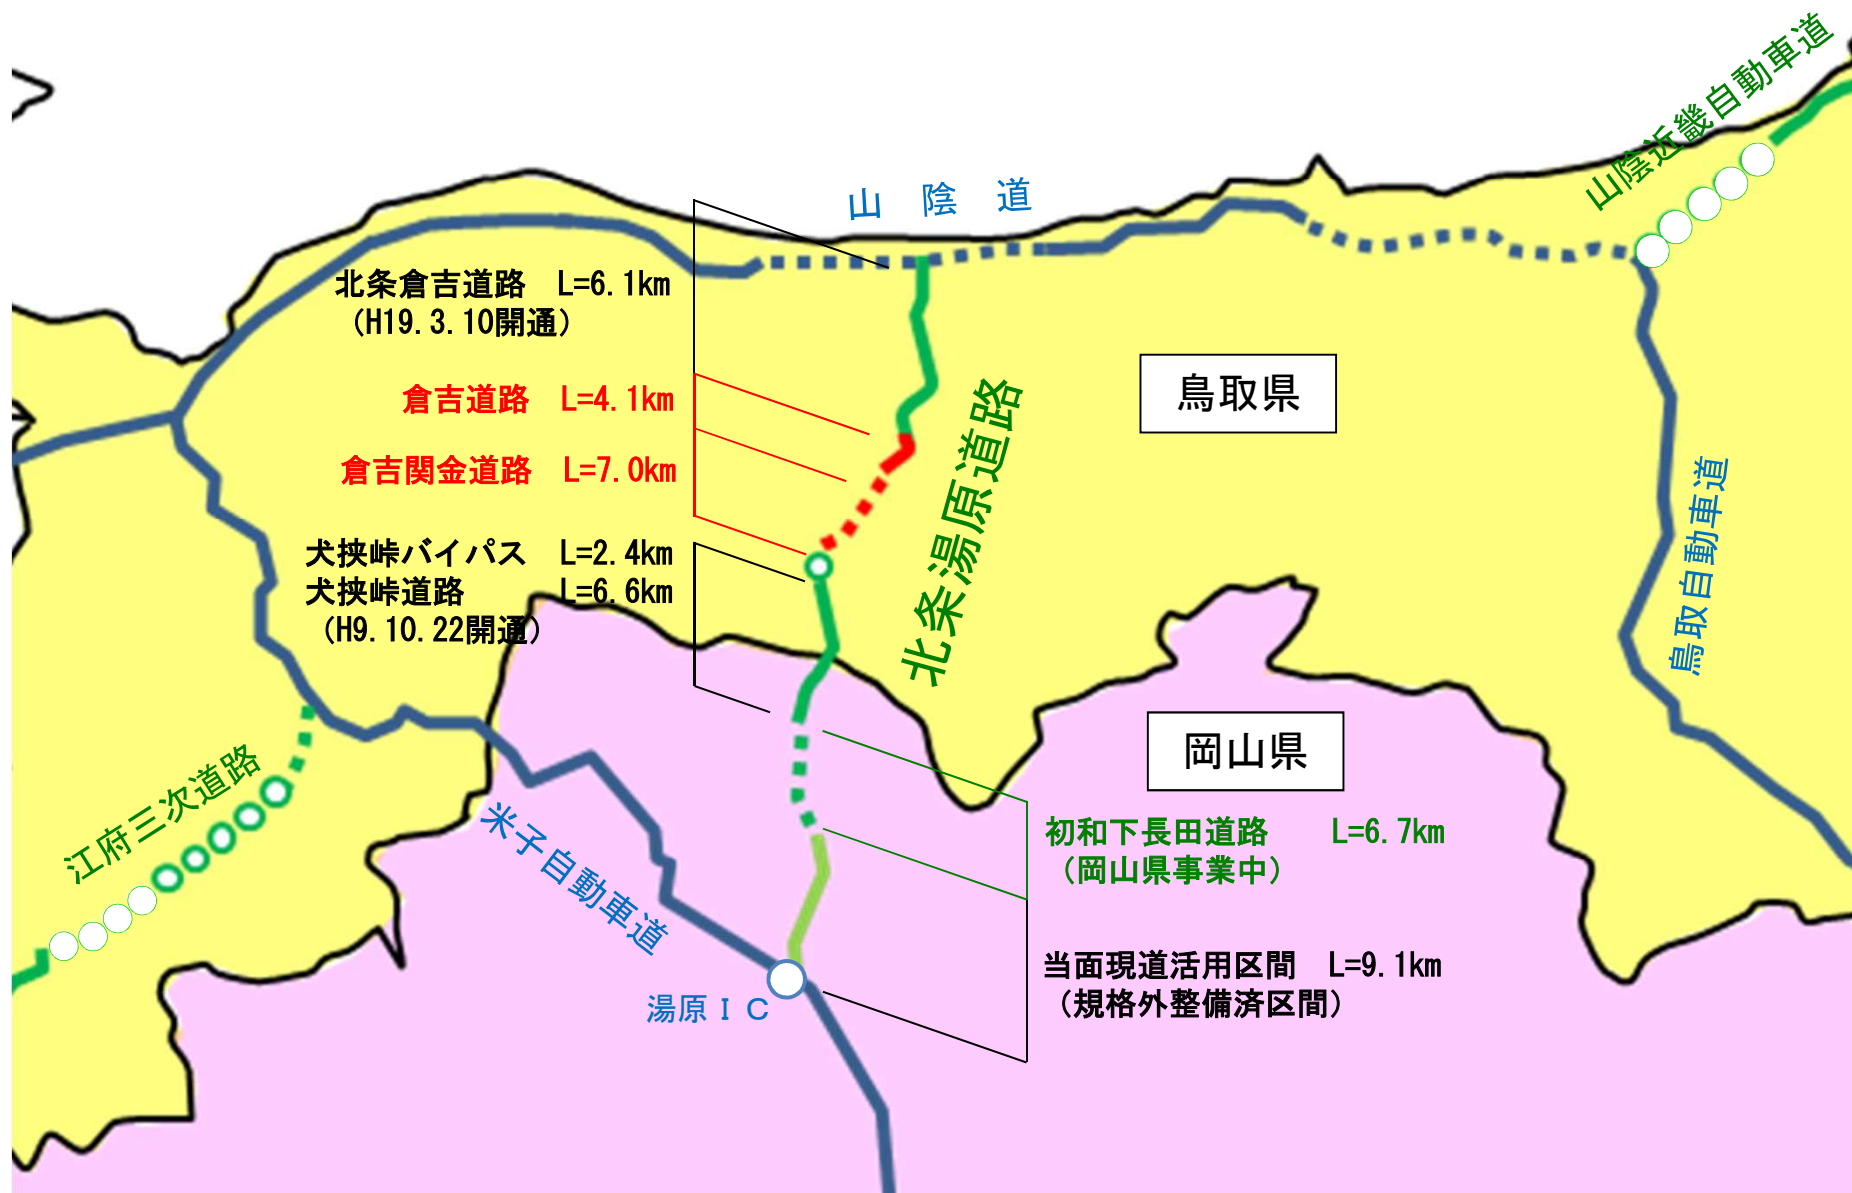 山陰近畿自動車道
山　陰　道
北条倉吉道路　L=6.1km
（H19.3.10開通）
倉吉道路　L=4.1km
倉吉関金道路　L=7.0km
犬挟峠バイパス　L=2.4km
犬挟峠道路　　　L=6.6km
（H9.10.22開通）
北条湯原道路
鳥取県
鳥取自動車道
岡山県
江府三次道路
米子自動車道
初和下長田道路　　L=6.7km
（岡山県事業中）
当面現道活用区間　L=9.1km
（規格外整備済区間）
湯原ＩＣ